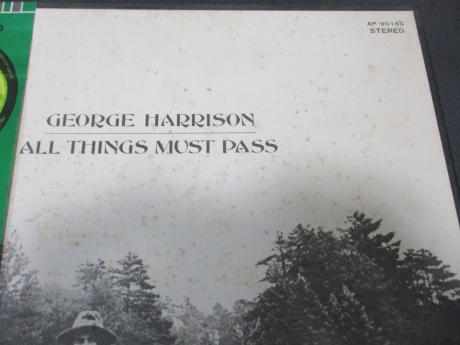 AP-9016C
STEREO
GEORGE HARRISON
ALL THINGS MUST PASS